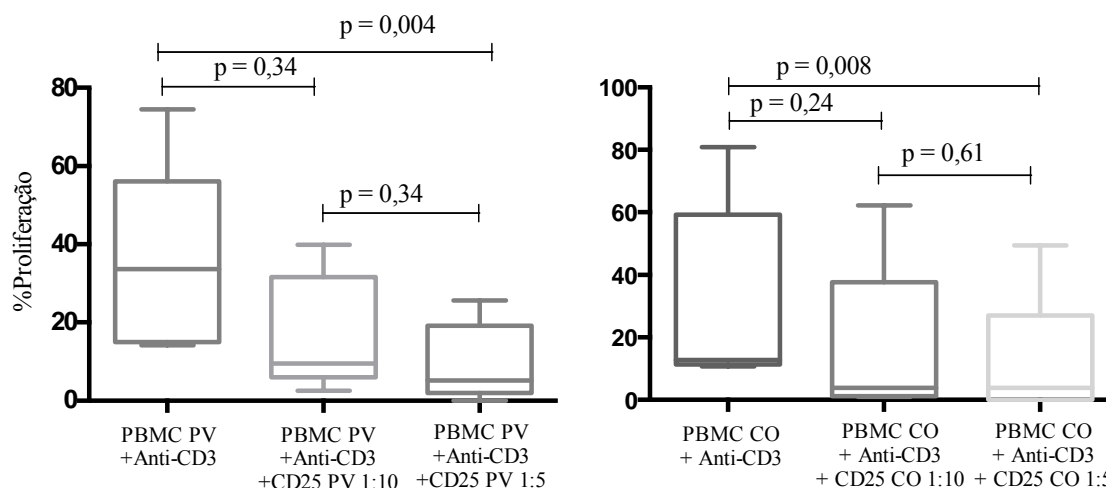 p = 0,004
p = 0,34
p = 0,34
%Proliferação
80
60
40
20
0
PBMC PV
+Anti-CD3
PBMC PV
+Anti-CD3
+CD25 PV 1:10
PBMC PV
+Anti-CD3
+CD25 PV 1:5
p = 0,008
p = 0,24
p = 0,61
100
80
60
40
20
0
PBMC CO
+ Anti-CD3
PBMC CO
+ Anti-CD3
+ CD25 CO 1:10
PBMC CO
+ Anti-CD3
+ CD25 CO 1:5